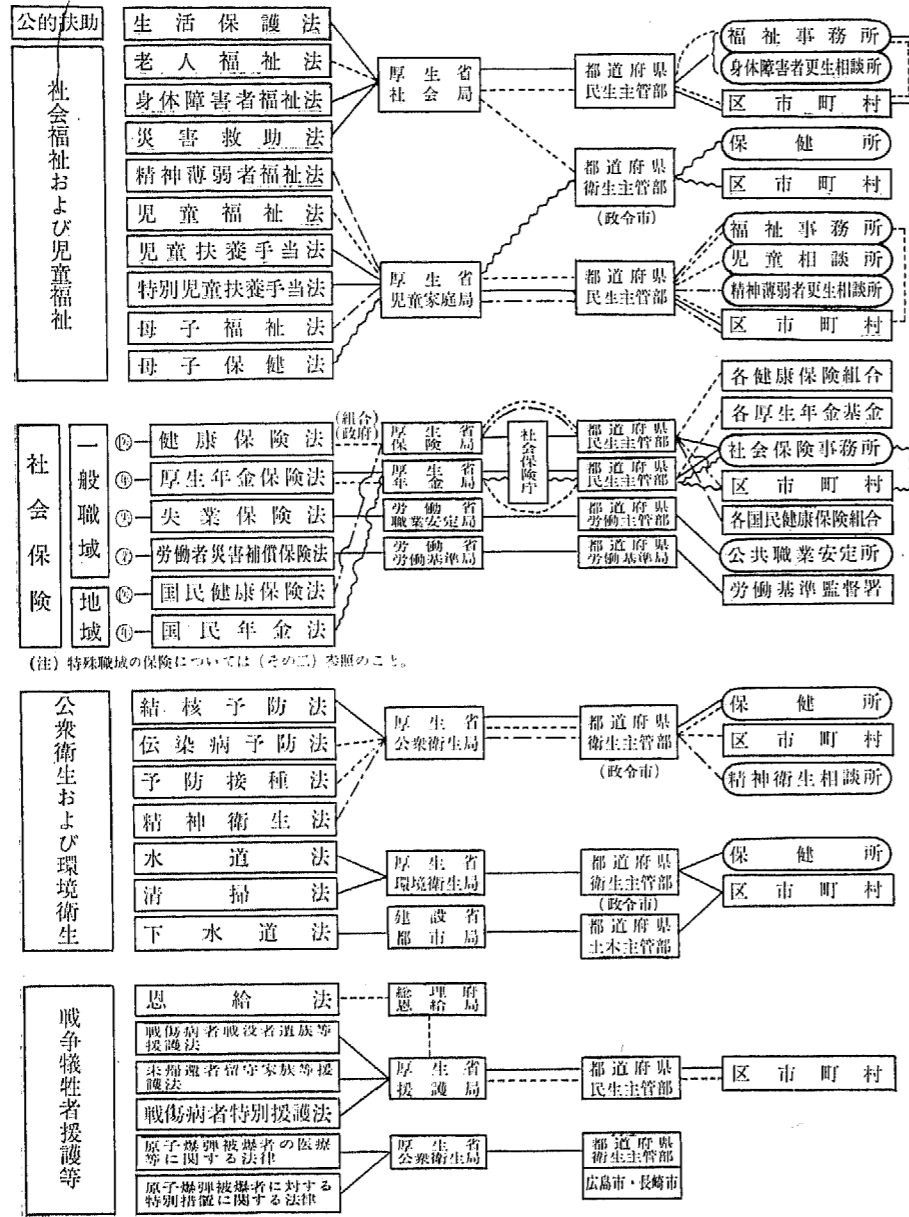 公的扶助
生活保護法
老人福祉法
身体障害者福祉法
災害救助法
精神薄弱者福祉法
児童福祉法
児童扶養手当法
特別児童扶養手当法
母子福祉法
母子保健法
社会福祉および児童福祉
厚生省
社会局
厚生省
児童家庭局
都道府県
民生主管部
都道府県
衛生主管部
(政令市)
都道府県
民生主管部
福祉事務所
身体障害者更生相談所
区市町村
保健所
区市町村
福祉事務所
児童相談所
精神薄弱者更生相談所
区市町村
社会保険
一般職域
地域
医
健康保険法
年
厚生年金保険法
失
失業保険法
労働者災害補償保険法
医
国民健康保険法
年
国民年金法
(組合)
(政府)
厚生省
保険局
厚生省
年金局
労働省
職業安定局
労働省
労働基準局
社会保険庁
都道府県
民生主管部
都道府県
民生主管部
都道府県
労働主管部
都道府県
労働基準局
各健康保険組合
各厚生年金基金
社会保険事務所
区市町村
各国民健康保険組合
公共職業安定所
労働基準監督署
(注) 特殊職域の保険については(その二)参照のこと。
公衆衛生および環境衛生
結核予防法
伝染病予防法
予防接種法
精神衛生法
水道法
清掃法
下水道法
厚生省
公衆衛生局
厚生省
環境衛生局
建設省
都市局
都道府県
衛生主管部
(政令市)
都道府県
衛生主管部
(政令市)
都道府県
土木主管部
保健所
区市町村
精神衛生相談所
保健所
区市町村
戦争犠牲者援護等
恩給法
戦傷病者戦没者遺族等
援護法
未帰還者留守家族等援
護法
戦傷病者特別援護法
原子爆弾被爆者の医療
等に関する法律
原子爆弾被爆者に対する
特別措置に関する法律
総理府
恩給局
厚生省
援護局
厚生省
公衆衛生局
都道府県
民生主管部
都道府県
衛生主管部
広島市・長崎市
区市町村